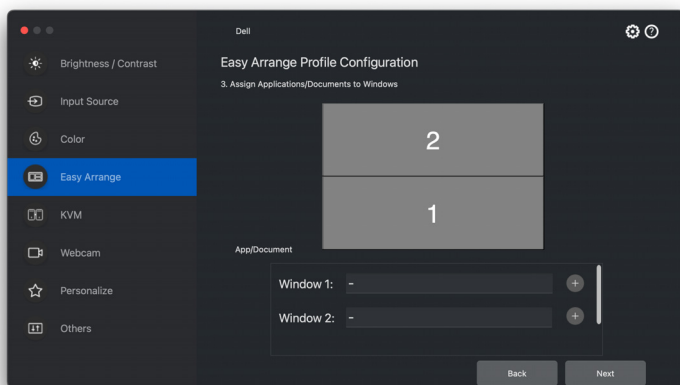 Dell
Brightness / Contrast
Input Source
Color
Easy Arrange
KVM
Webcam
Personalize
Others
Easy Arrange Profile Configuration
3. Assign Applications/Documents to Windows
2
1
App/Document
Window 1: -
Window 2: -
Back
Next